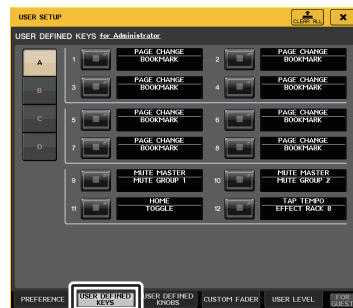 USER SETUP
CLEAR ALL
USER DEFINED KEYS for Administrator
A
1 PAGE CHANGE BOOKMARK
2 PAGE CHANGE BOOKMARK
B
3 PAGE CHANGE BOOKMARK
4 PAGE CHANGE BOOKMARK
C
5 PAGE CHANGE BOOKMARK
6 PAGE CHANGE BOOKMARK
D
7 PAGE CHANGE BOOKMARK
8 PAGE CHANGE BOOKMARK
9 MUTE MASTER MUTE GROUP 1
10 MUTE MASTER MUTE GROUP 2
11 HOME TOGGLE
12 TAP TEMPO EFFECT RACK 8
PREFERENCE
USER DEFINED KEYS
USER DEFINED KNOBS
CUSTOM FADER
USER LEVEL
FOR GUEST